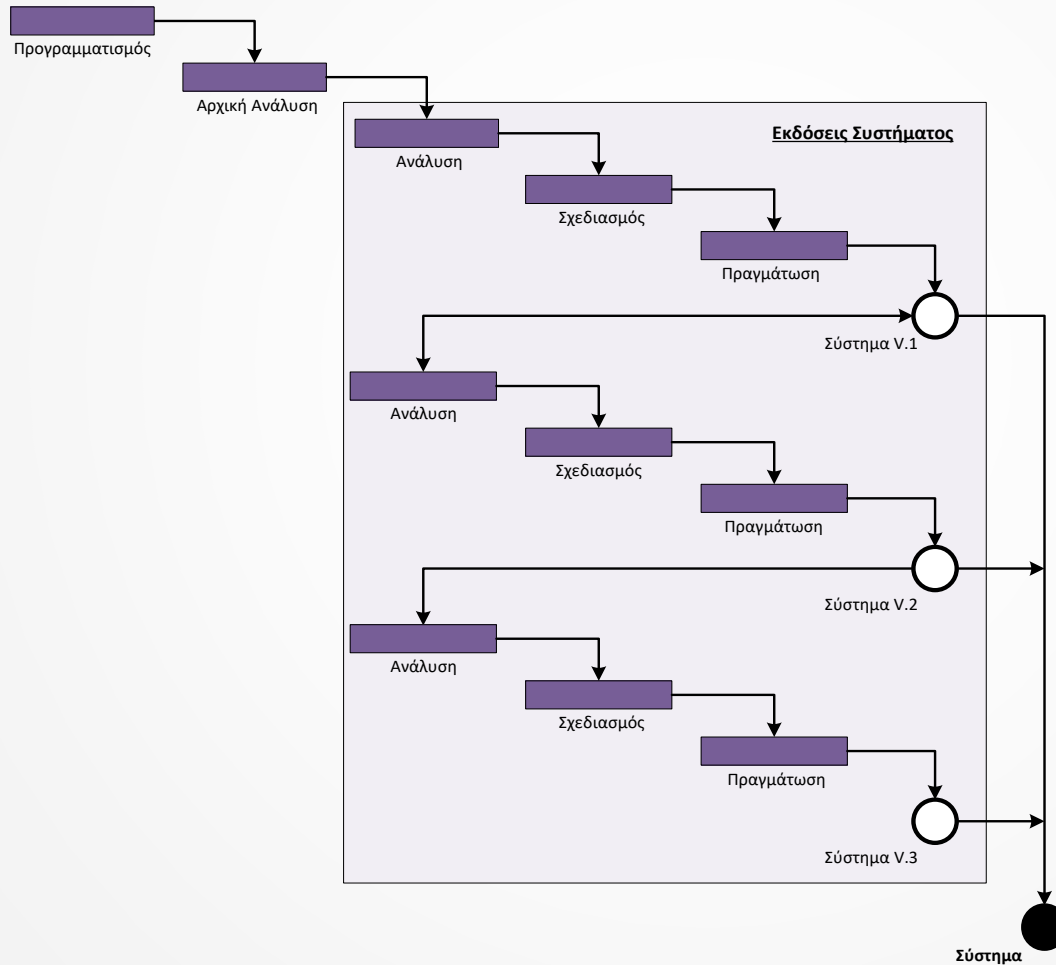 Προγραμματισμός
Αρχική Ανάλυση
Εκδόσεις Συστήματος
Ανάλυση
Σχεδιασμός
Πραγμάτωση
Σύστημα V.1
Ανάλυση
Σχεδιασμός
Πραγμάτωση
Σύστημα V.2
Ανάλυση
Σχεδιασμός
Πραγμάτωση
Σύστημα V.3
Σύστημα